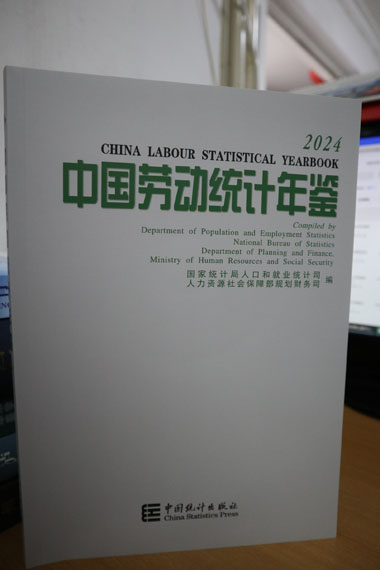 2024
CHINA LABOUR STATISTICAL YEARBOOK
中国劳动统计年鉴
Compiled by
Department of Population and Employment Statistics
National Bureau of Statistics
Department of Planning and Finance,
Ministry of Human Resources and Social Security
国家统计局人口和就业统计司
人力资源社会保障部规划财务司 编
中国统计出版社
China Statistics Press